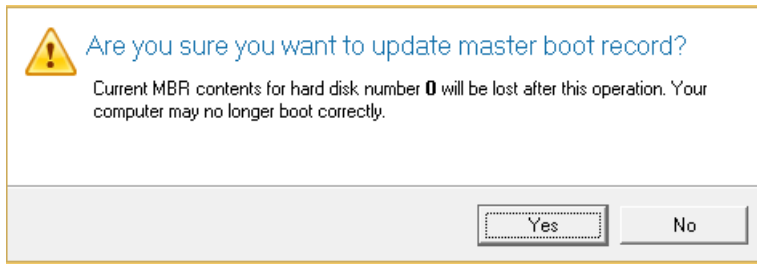 Are you sure you want to update master boot record?
Current MBR contents for hard disk number 0 will be lost after this operation. Your
computer may no longer boot correctly.
Yes
No